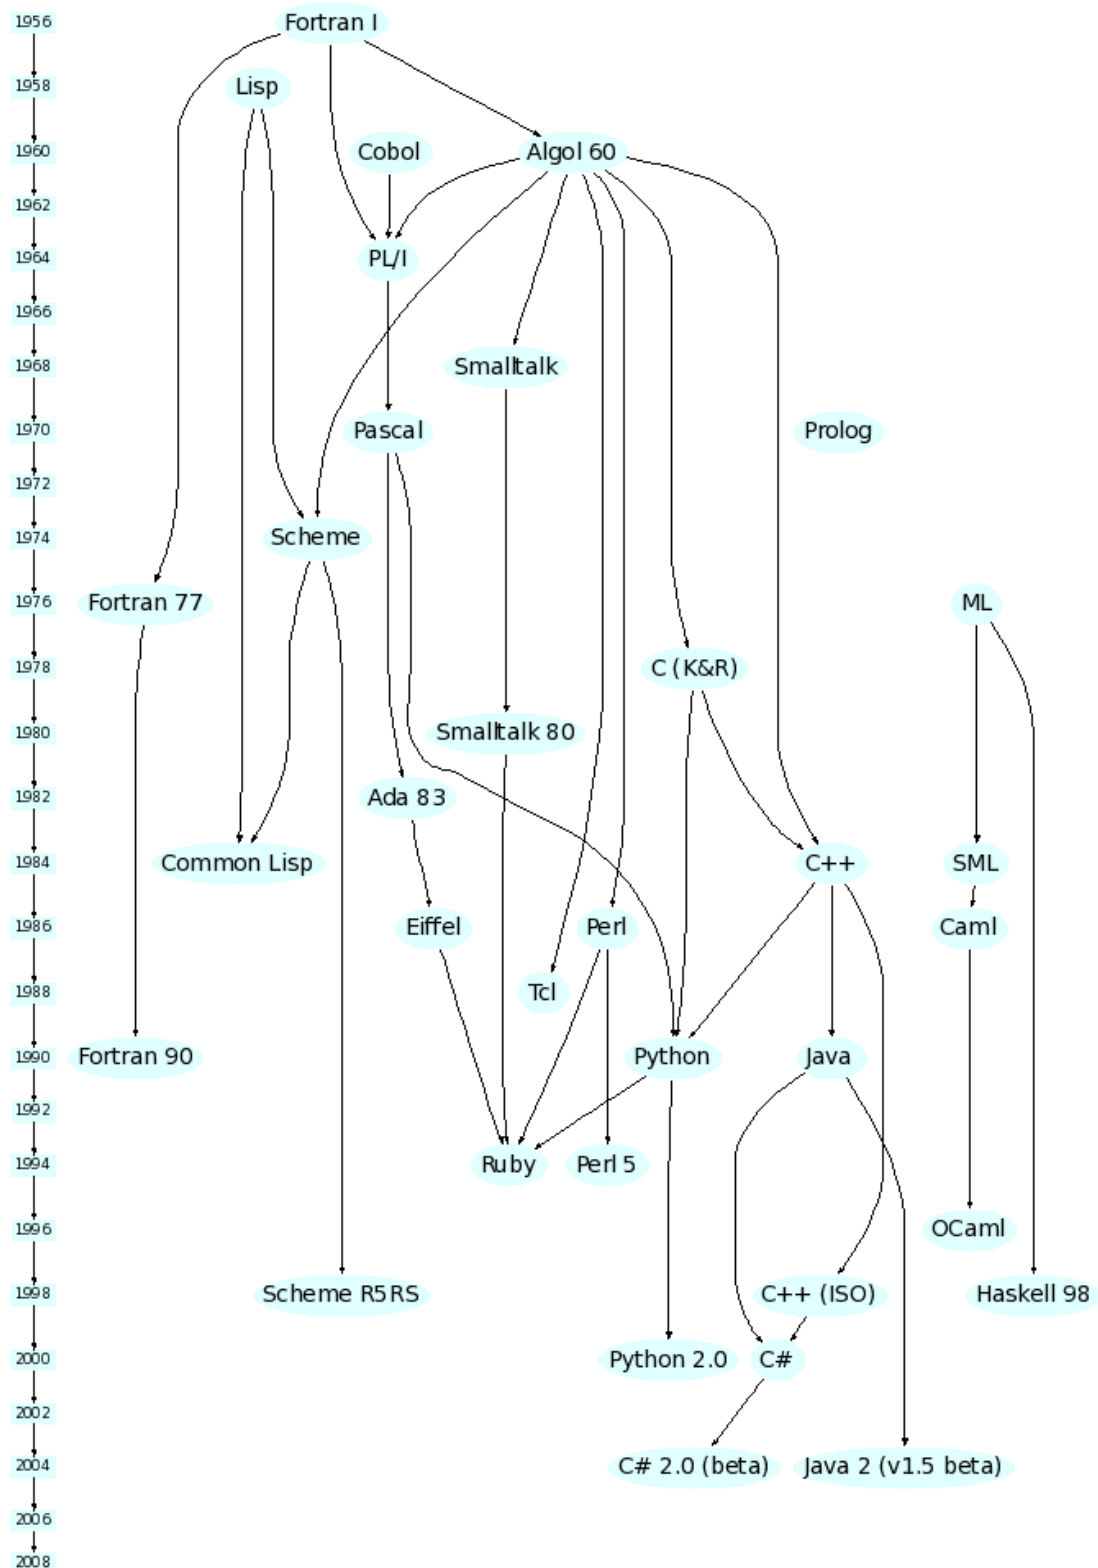 1956
Fortran I
1958
Lisp
1960
Cobol
Algol 60
1962
1964
PL/I
1966
1968
Smalltalk
1970
Pascal
Prolog
1972
1974
Scheme
1976
Fortran 77
ML
1978
C (K&R)
1980
Smalltalk 80
1982
Ada 83
1984
Common Lisp
C++
SML
1986
Eiffel
Perl
Caml
1988
Tcl
1990
Fortran 90
Python
Java
1992
1994
Ruby
Perl 5
1996
OCaml
1998
Scheme R5RS
C++ (ISO)
Haskell 98
2000
Python 2.0
C#
2002
2004
C# 2.0 (beta)
Java 2 (v1.5 beta)
2006
2008